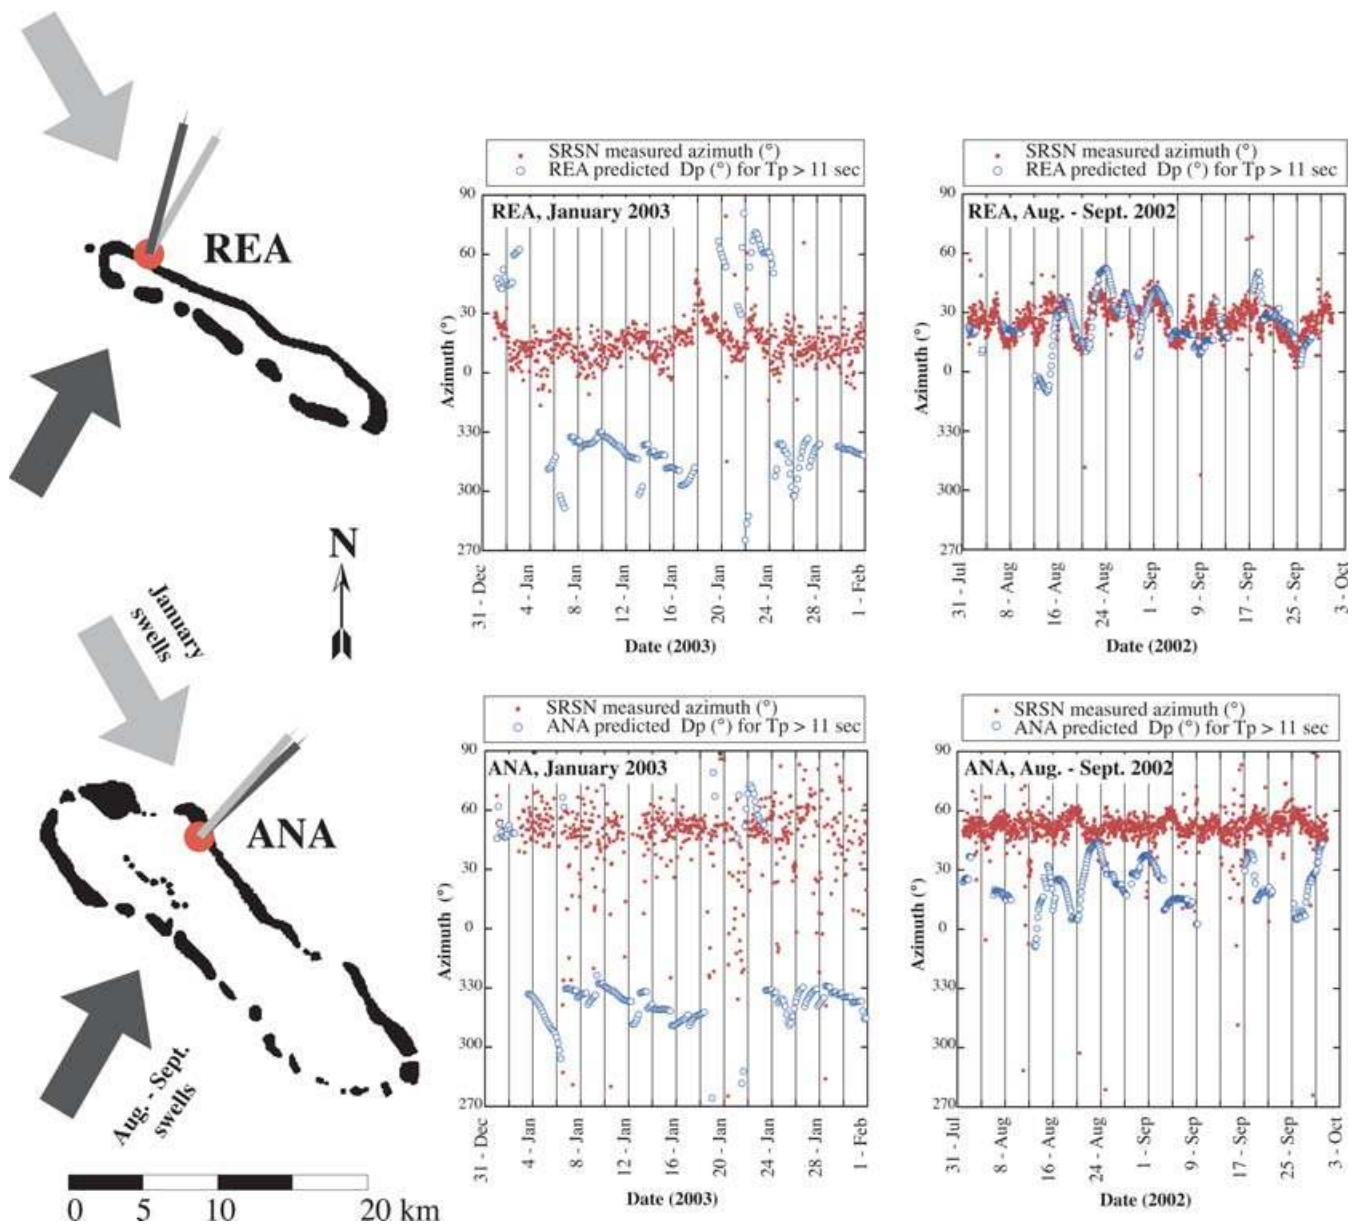 REA
N
January
swells
ANA
Aug. - Sept.
swells
0 5 10 20 km
SRSN measured azimuth (°)
REA predicted Dp (°) for Tp > 11 sec
REA, January 2003
Azimuth (°)
90
60
30
0
330
300
270
31 - Dec
4 - Jan
8 - Jan
12 - Jan
16 - Jan
20 - Jan
24 - Jan
28 - Jan
1 - Feb
Date (2003)
SRSN measured azimuth (°)
REA predicted Dp (°) for Tp > 11 sec
REA, Aug. - Sept. 2002
Azimuth (°)
90
60
30
0
330
300
270
31 - Jul
8 - Aug
16 - Aug
24 - Aug
1 - Sep
9 - Sep
17 - Sep
25 - Sep
3 - Oct
Date (2002)
SRSN measured azimuth (°)
ANA predicted Dp (°) for Tp > 11 sec
ANA, January 2003
Azimuth (°)
90
60
30
0
330
300
270
31 - Dec
4 - Jan
8 - Jan
12 - Jan
16 - Jan
20 - Jan
24 - Jan
28 - Jan
1 - Feb
Date (2003)
SRSN measured azimuth (°)
ANA predicted Dp (°) for Tp > 11 sec
ANA, Aug. - Sept. 2002
Azimuth (°)
90
60
30
0
330
300
270
31 - Jul
8 - Aug
16 - Aug
24 - Aug
1 - Sep
9 - Sep
17 - Sep
25 - Sep
3 - Oct
Date (2002)